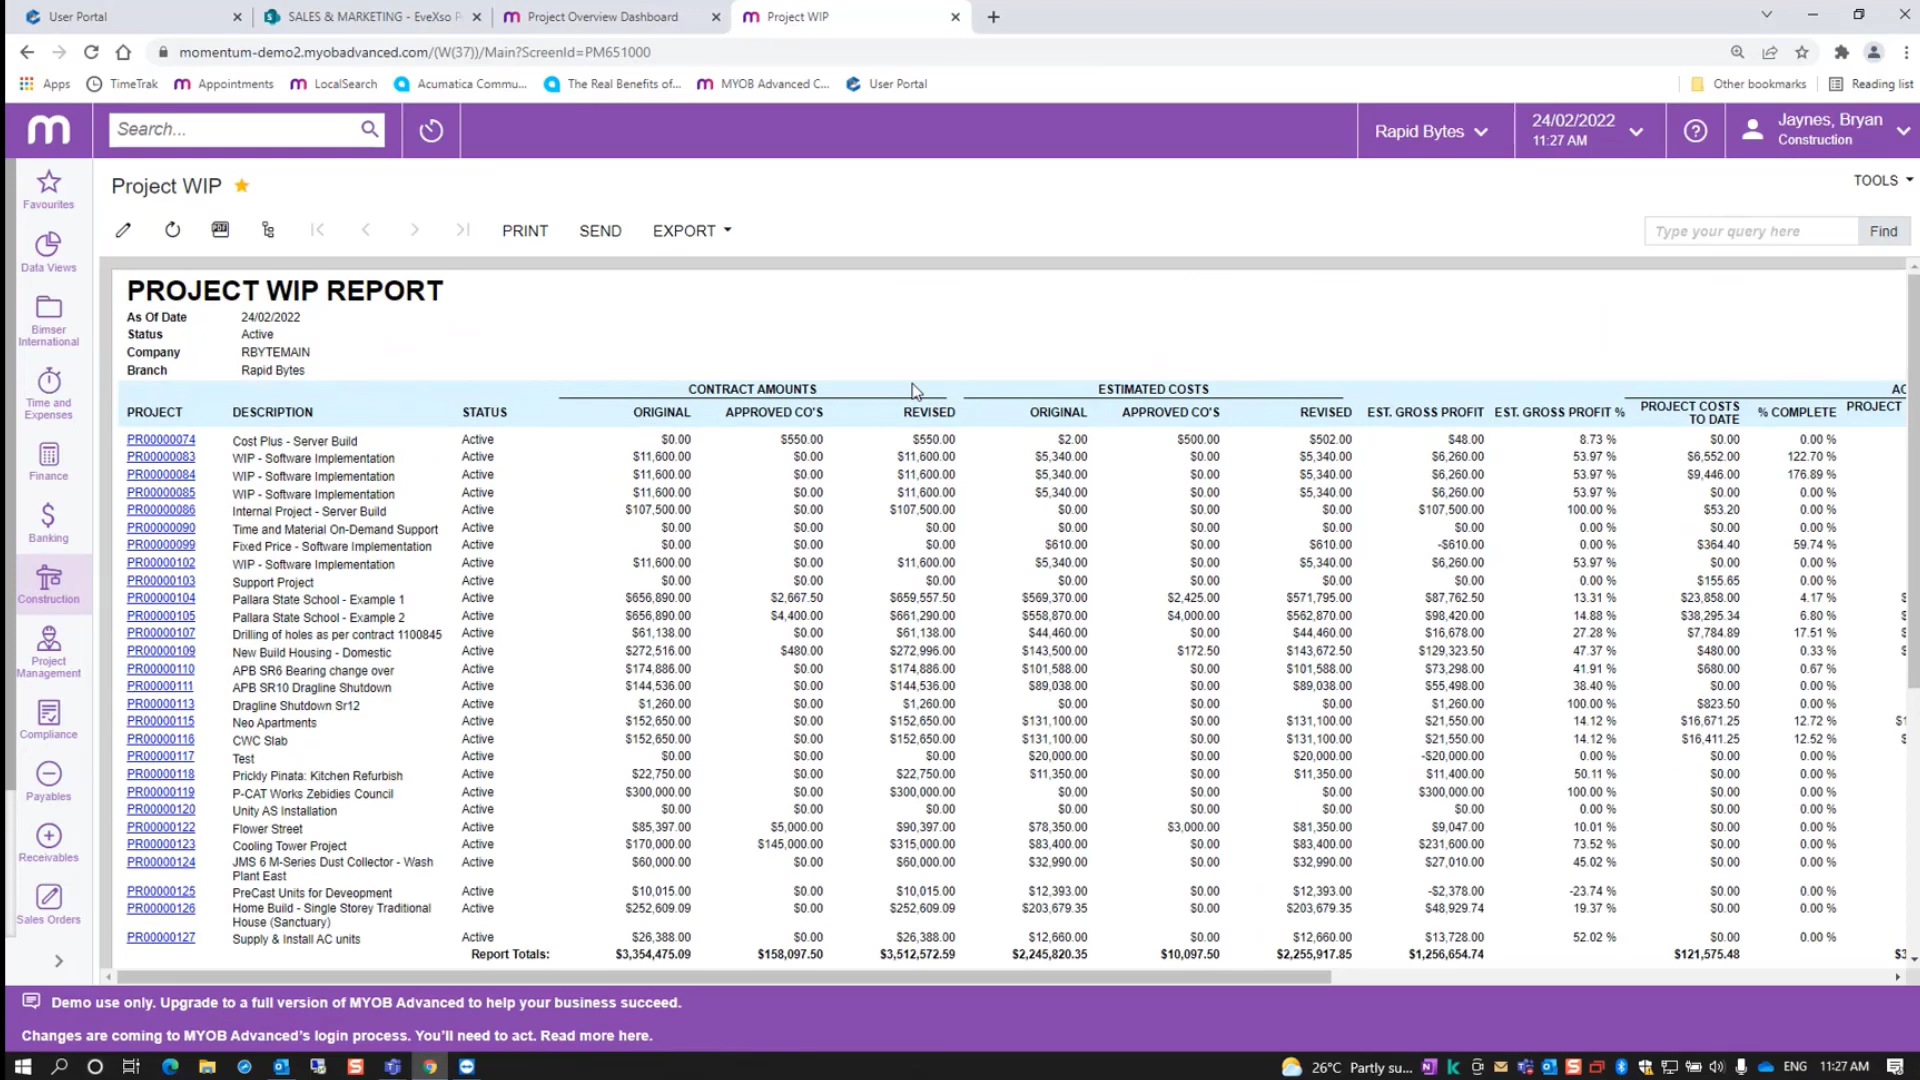 User Portal
SALES & MARKETING - EveXso P
Project Overview Dashboard
Project WIP
momentum-demo2.myobadvanced.com/(W(37))/Main?ScreenId=PM651000
Apps
TimeTrak
Appointments
LocalSearch
Acumatica Commu...
The Real Benefits of...
MYOB Advanced C...
User Portal
Other bookmarks
Reading list
Search...
Rapid Bytes
24/02/2022
11:27 AM
Jaynes, Bryan
Construction
Favourites
Data Views
Bimser International
Time and Expenses
Finance
Banking
Construction
Project Management
Compliance
Payables
Receivables
Sales Orders
Project WIP
TOOLS
PRINT SEND EXPORT
Type your query here
Find
PROJECT WIP REPORT
As Of Date 24/02/2022
Status Active
Company RBYTEMAIN
Branch Rapid Bytes
CONTRACT AMOUNTS ESTIMATED COSTS AC
PROJECT DESCRIPTION STATUS ORIGINAL APPROVED CO'S REVISED ORIGINAL APPROVED CO'S REVISED EST. GROSS PROFIT EST. GROSS PROFIT % PROJECT COSTS TO DATE % COMPLETE PROJECT
PR00000074 Cost Plus - Server Build Active $0.00 $550.00 $550.00 $2.00 $500.00 $502.00 $48.00 8.73 % $0.00 0.00 %
PR00000083 WIP - Software Implementation Active $11,600.00 $0.00 $11,600.00 $5,340.00 $0.00 $5,340.00 $6,260.00 53.97 % $6,552.00 122.70 %
PR00000084 WIP - Software Implementation Active $11,600.00 $0.00 $11,600.00 $5,340.00 $0.00 $5,340.00 $6,260.00 53.97 % $9,446.00 176.89 %
PR00000085 WIP - Software Implementation Active $11,600.00 $0.00 $11,600.00 $5,340.00 $0.00 $5,340.00 $6,260.00 53.97 % $0.00 0.00 %
PR00000086 Internal Project - Server Build Active $107,500.00 $0.00 $107,500.00 $0.00 $0.00 $0.00 $107,500.00 100.00 % $53.20 0.00 %
PR00000090 Time and Material On-Demand Support Active $0.00 $0.00 $0.00 $0.00 $0.00 $0.00 $0.00 0.00 % $0.00 0.00 %
PR00000099 Fixed Price - Software Implementation Active $0.00 $0.00 $0.00 $610.00 $0.00 $610.00 -$610.00 0.00 % $364.40 59.74 %
PR00000102 WIP - Software Implementation Active $11,600.00 $0.00 $11,600.00 $5,340.00 $0.00 $5,340.00 $6,260.00 53.97 % $0.00 0.00 %
PR00000103 Support Project Active $0.00 $0.00 $0.00 $0.00 $0.00 $0.00 $0.00 0.00 % $155.65 0.00 %
PR00000104 Pallara State School - Example 1 Active $656,890.00 $2,667.50 $659,557.50 $569,370.00 $2,425.00 $571,795.00 $87,762.50 13.31 % $23,858.00 4.17 % $
PR00000105 Pallara State School - Example 2 Active $656,890.00 $4,400.00 $661,290.00 $558,870.00 $4,000.00 $562,870.00 $98,420.00 14.88 % $38,295.34 6.80 % $
PR00000107 Drilling of holes as per contract 1100845 Active $61,138.00 $0.00 $61,138.00 $44,460.00 $0.00 $44,460.00 $16,678.00 27.28 % $7,784.89 17.51 % $
PR00000109 New Build Housing - Domestic Active $272,516.00 $480.00 $272,996.00 $143,500.00 $172.50 $143,672.50 $129,323.50 47.37 % $480.00 0.33 % $
PR00000110 APB SR6 Bearing change over Active $174,886.00 $0.00 $174,886.00 $101,588.00 $0.00 $101,588.00 $73,298.00 41.91 % $680.00 0.67 %
PR00000111 APB SR10 Dragline Shutdown Active $144,536.00 $0.00 $144,536.00 $89,038.00 $0.00 $89,038.00 $55,498.00 38.40 % $0.00 0.00 %
PR00000113 Dragline Shutdown Sr12 Active $1,260.00 $0.00 $1,260.00 $0.00 $0.00 $0.00 $1,260.00 100.00 % $823.50 0.00 %
PR00000115 Neo Apartments Active $152,650.00 $0.00 $152,650.00 $131,100.00 $0.00 $131,100.00 $21,550.00 14.12 % $16,671.25 12.72 % $1
PR00000116 CWC Slab Active $152,650.00 $0.00 $152,650.00 $131,100.00 $0.00 $131,100.00 $21,550.00 14.12 % $16,411.25 12.52 % $
PR00000117 Test Active $0.00 $0.00 $0.00 $20,000.00 $0.00 $20,000.00 -$20,000.00 0.00 % $0.00 0.00 %
PR00000118 Prickly Pinata: Kitchen Refurbish Active $22,750.00 $0.00 $22,750.00 $11,350.00 $0.00 $11,350.00 $11,400.00 50.11 % $0.00 0.00 %
PR00000119 P-CAT Works Zebidies Council Active $300,000.00 $0.00 $300,000.00 $0.00 $0.00 $0.00 $300,000.00 100.00 % $0.00 0.00 %
PR00000120 Unity AS Installation Active $0.00 $0.00 $0.00 $0.00 $0.00 $0.00 $0.00 0.00 % $0.00 0.00 %
PR00000122 Flower Street Active $85,397.00 $5,000.00 $90,397.00 $78,350.00 $3,000.00 $81,350.00 $9,047.00 10.01 % $0.00 0.00 %
PR00000123 Cooling Tower Project Active $170,000.00 $145,000.00 $315,000.00 $83,400.00 $0.00 $83,400.00 $231,600.00 73.52 % $0.00 0.00 %
PR00000124 JMS 6 M-Series Dust Collector - Wash Plant East Active $60,000.00 $0.00 $60,000.00 $32,990.00 $0.00 $32,990.00 $27,010.00 45.02 % $0.00 0.00 %
PR00000125 PreCast Units for Deveopment Active $10,015.00 $0.00 $10,015.00 $12,393.00 $0.00 $12,393.00 -$2,378.00 -23.74 % $0.00 0.00 %
PR00000126 Home Build - Single Storey Traditional House (Sanctuary) Active $252,609.09 $0.00 $252,609.09 $203,679.35 $0.00 $203,679.35 $48,929.74 19.37 % $0.00 0.00 %
PR00000127 Supply & Install AC units Active $26,388.00 $0.00 $26,388.00 $12,660.00 $0.00 $12,660.00 $13,728.00 52.02 % $0.00 0.00 %
Report Totals: $3,354,475.09 $158,097.50 $3,512,572.59 $2,245,820.35 $10,097.50 $2,255,917.85 $1,256,654.74 $121,575.48 $3
Demo use only. Upgrade to a full version of MYOB Advanced to help your business succeed.
Changes are coming to MYOB Advanced's login process. You'll need to act. Read more here.
26°C Partly su...
ENG 11:27 AM